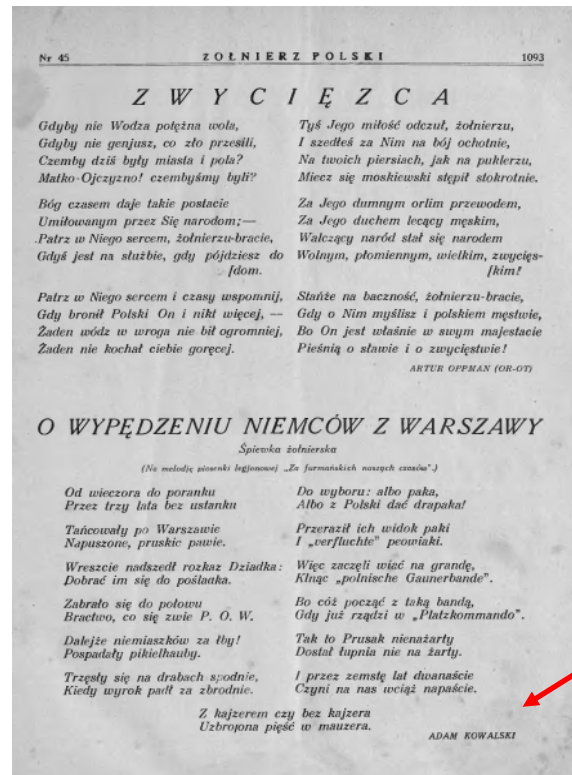 Nr 45
ŻOŁNIERZ POLSKI
1093
ZWYCIĘZCA
Gdyby nie Wodza potężna wola,
Gdyby nie genjusz, co zło przesili,
Czemby dziś były miasta i pola?
Matko-Ojczyzno! czembyśmy byli?
Bóg czasem daje takie postacie
Umiłowanym przez Się narodom;—
Patrz w Niego sercem, żołnierzu-bracie,
Gdyś jest na służbie, gdy pójdziesz do
[dom.
Patrz w Niego sercem i czasy wspomnij,
Gdy bronił Polski On i nikt więcej, —
Żaden wódz w wroga nie bił ogromniej,
Żaden nie kochał ciebie goręcej.
Tyś Jego miłość odczuł, żołnierzu,
I szedłeś za Nim na bój ochotnie,
Na twoich piersiach, jak na puklerzu,
Miecz się moskiewski stępił stokrotnie.
Za Jego dumnym orlim przewodem,
Za Jego duchem lecący męskim,
Walczący naród stał się narodem
Wolnym, płomiennym, wielkim, zwycięs-
[kim!
Stańże na baczność, żołnierzu-bracie,
Gdy o Nim myślisz i polskiem męstwie,
Bo On jest właśnie w swym majestacie
Pieśnią o sławie i o zwycięstwie!
ARTUR OPPMAN (OR-OT)
O WYPĘDZENIU NIEMCÓW Z WARSZAWY
Śpiewka żołnierska
(Na melodję piosenki legjonowej „Za furmańskich naszych czasów".)
Od wieczora do poranku
Przez trzy lata bez ustanku
Tańcowały po Warszawie
Napuszone, pruskie pawie.
Wreszcie nadszedł rozkaz Dziadka:
Dobrać im się do pośladka.
Zabrało się do połowu
Bractwo, co się zwie P. O. W.
Dalejże niemiaszków za łby!
Pospadały pikielhauby.
Trzęsły się na drabach spodnie,
Kiedy wyrok padł za zbrodnie.
Do wyboru: albo paka,
Albo z Polski dać drapaka!
Przeraził ich widok paki
I „verfluchte" peowiaki.
Więc zaczęli wiać na grandę,
Klnąc „polnische Gaunerbande".
Bo cóż począć z taką bandą,
Gdy już rządzi w „Platzkommando".
Tak to Prusak nienażarty
Dostał łupnia nie na żarty.
I przez zemstę lat dwanaście
Czyni na nas wciąż napaście.
Z kajzerem czy bez kajzera
Uzbrojona pięść w mauzera.
ADAM KOWALSKI